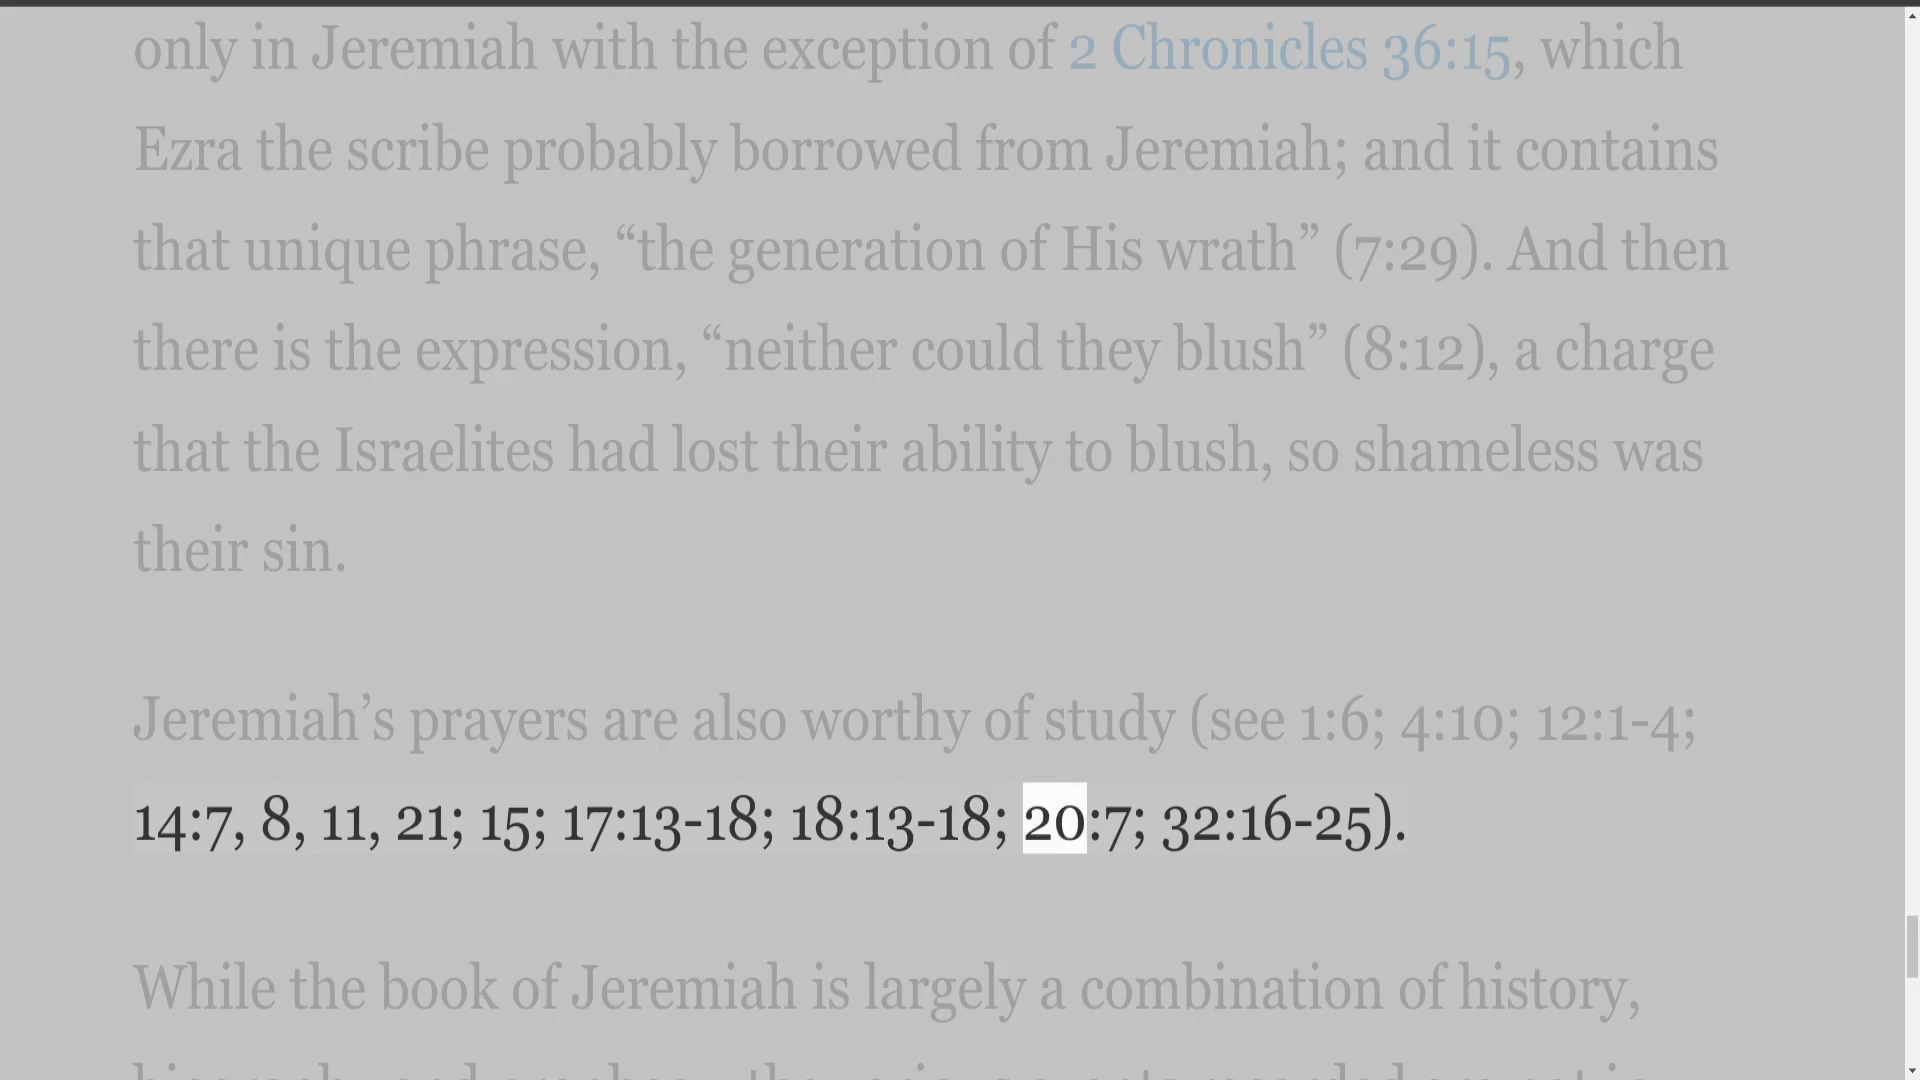 only in Jeremiah with the exception of 2 Chronicles 36:15, which
Ezra the scribe probably borrowed from Jeremiah; and it contains
that unique phrase, “the generation of His wrath” (7:29). And then
there is the expression, “neither could they blush” (8:12), a charge
that the Israelites had lost their ability to blush, so shameless was
their sin.
Jeremiah’s prayers are also worthy of study (see 1:6; 4:10; 12:1-4;
14:7, 8, 11, 21; 15; 17:13-18; 18:13-18; 20:7; 32:16-25).
While the book of Jeremiah is largely a combination of history,